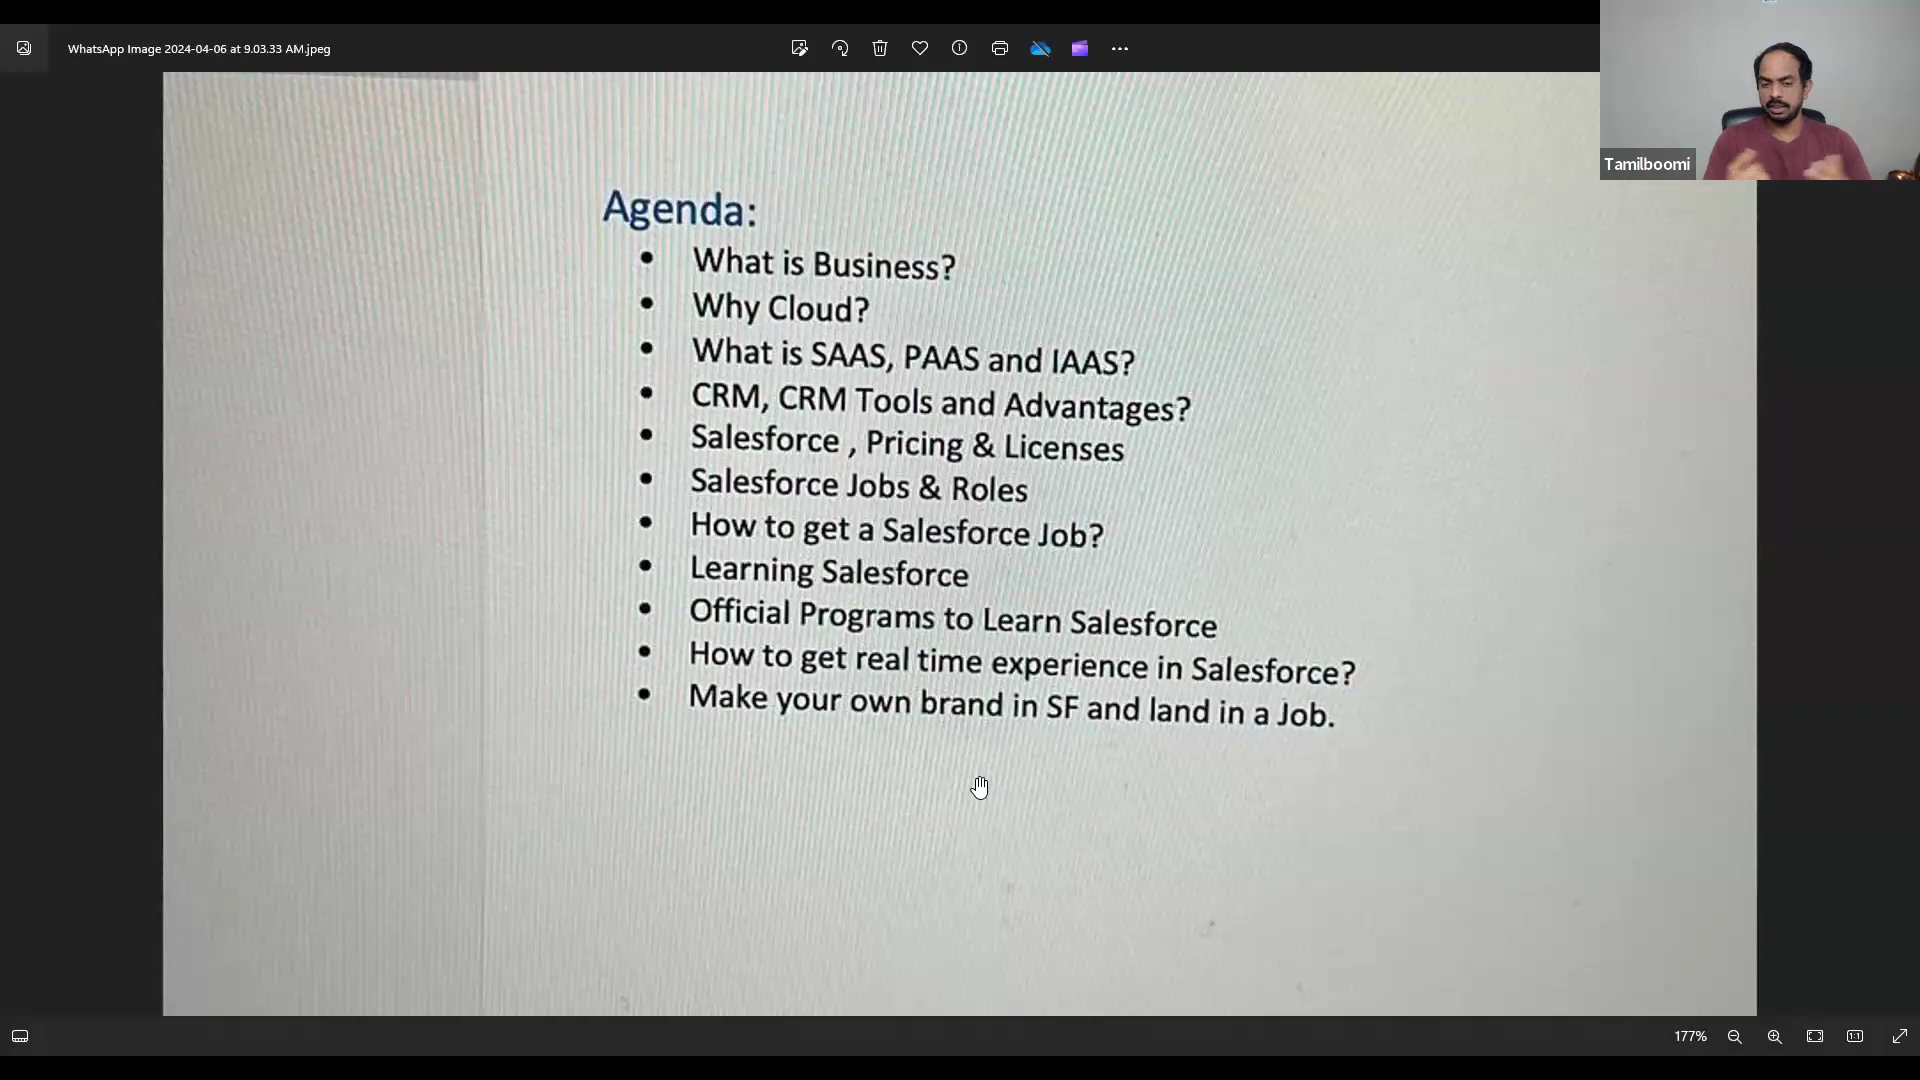 WhatsApp Image 2024-04-06 at 9.03.33 AM.jpeg
Tamilboomi
Agenda:
• What is Business?
• Why Cloud?
• What is SAAS, PAAS and IAAS?
• CRM, CRM Tools and Advantages?
• Salesforce , Pricing & Licenses
• Salesforce Jobs & Roles
• How to get a Salesforce Job?
• Learning Salesforce
• Official Programs to Learn Salesforce
• How to get real time experience in Salesforce?
• Make your own brand in SF and land in a Job.
177%
1:1